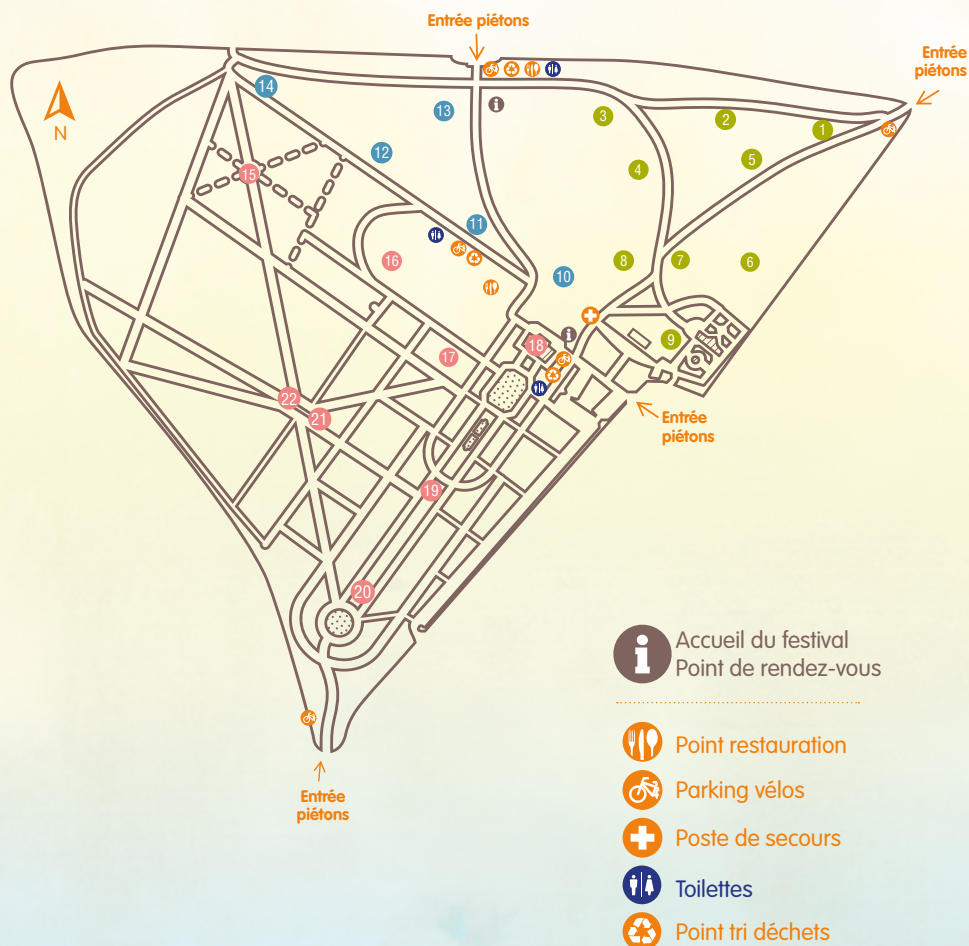 Entrée piétons
Entrée
piétons
N
14
13
3
2
1
12
4
5
15
11
16
10
8
7
6
18
9
17
22
21
Entrée
piétons
19
20
Entrée
piétons
Accueil du festival
Point de rendez-vous
Point restauration
Parking vélos
Poste de secours
Toilettes
Point tri déchets